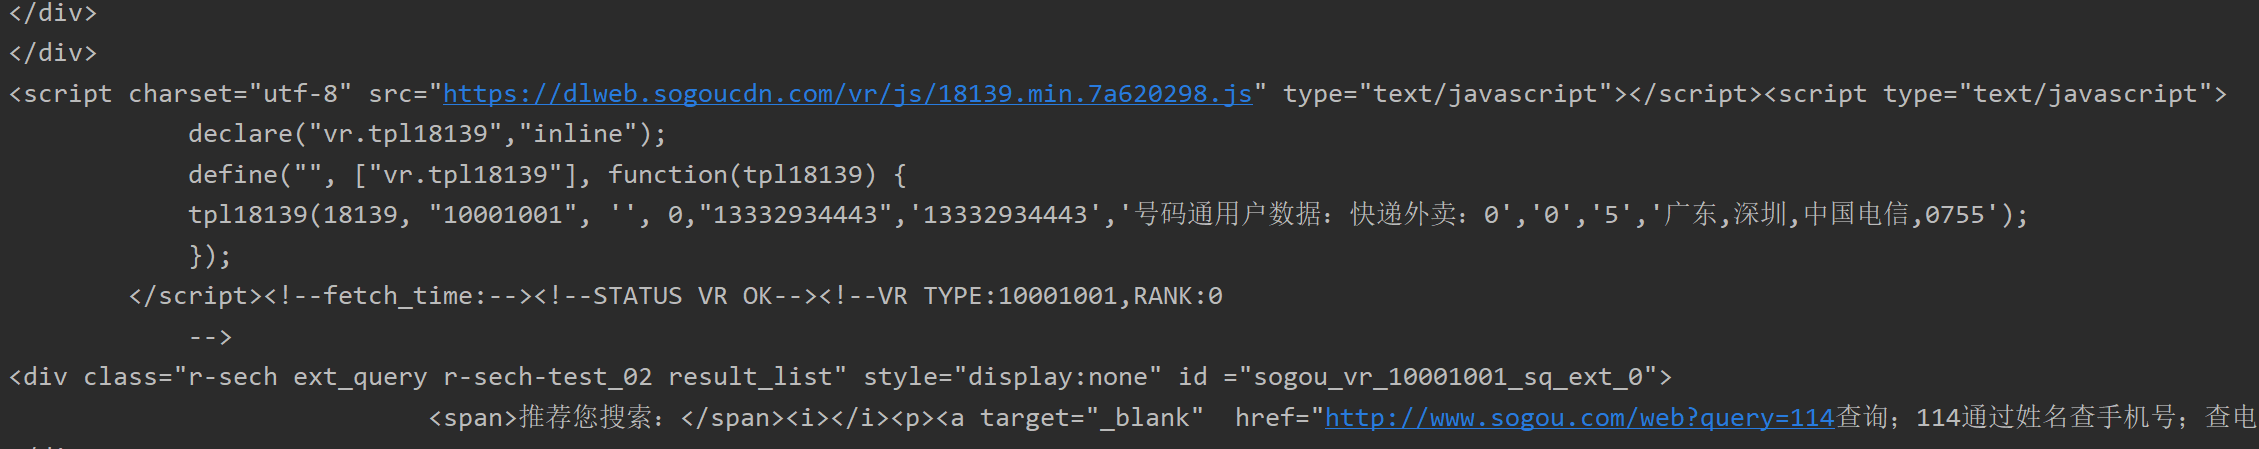 </div>
</div>
<script charset="utf-8" src="https://dlweb.sogoucdn.com/vr/js/18139.min.7a620298.js" type="text/javascript"></script><script type="text/javascript">
declare("vr.tpl18139","inline");
define("", ["vr.tpl18139"], function(tpl18139) {
tpl18139(18139, "10001001", '', 0,"13332934443",'13332934443','号码通用户数据：快递外卖：0','0','5','广东,深圳,中国电信,0755');
});
</script><!--fetch_time:--><!--STATUS VR OK--><!--VR TYPE:10001001,RANK:0
-->
<div class="r-sech ext_query r-sech-test_02 result_list" style="display:none" id ="sogou_vr_10001001_sq_ext_0">
<span>推荐您搜索：</span><i></i><p><a target="_blank"  href="http://www.sogou.com/web?query=114查询；114通过姓名查手机号；查电